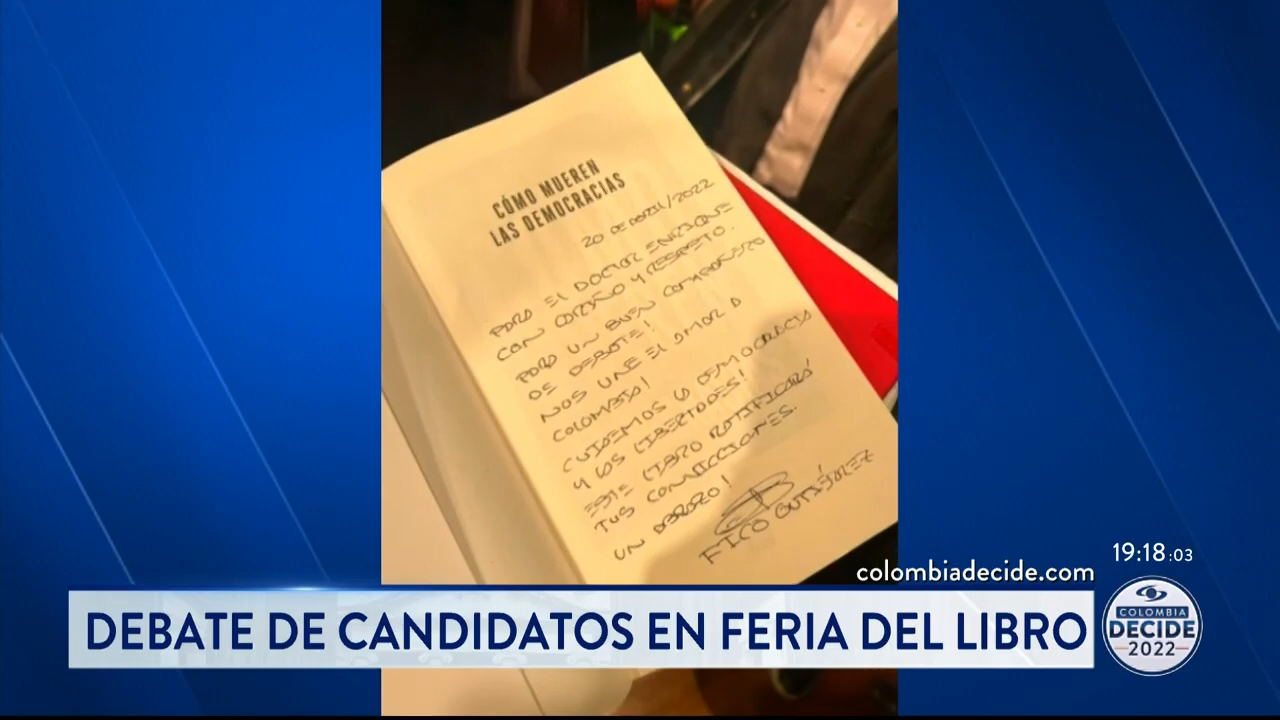 CÓMO MUEREN
LAS DEMOCRACIAS
20 DE ABRIL/2022
PARA EL DOCTOR ENRIQUE
CON CARIÑO Y RESPETO.
PARA UN BUEN COMPAÑERO
DE DEBATE!
NOS UNE EL AMOR A
COLOMBIA!
CUIDEMOS LA DEMOCRACIA
Y LAS LIBERTADES!
ESTE LIBRO RATIFICARÁ
TUS CONVICCIONES.
UN ABRAZO!
FICO GUTIÉRREZ
19:18:03
colombiadecide.com
DEBATE DE CANDIDATOS EN FERIA DEL LIBRO
COLOMBIA
DECIDE
2022